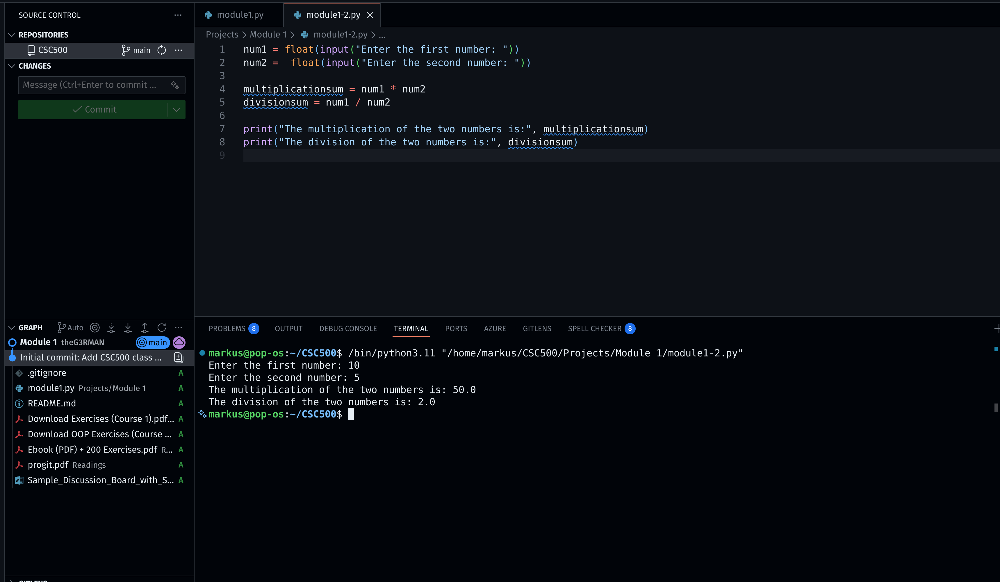 SOURCE CONTROL
REPOSITORIES
CSC500 main
CHANGES
Message (Ctrl+Enter to commit ...
Commit
GRAPH Auto
Module 1 theG3RMAN main
Initial commit: Add CSC500 class ...
.gitignore A
module1.py Projects/Module 1 A
README.md A
Download Exercises (Course 1).pdf... A
Download OOP Exercises (Course ... A
Ebook (PDF) + 200 Exercises.pdf R... A
progit.pdf Readings A
Sample_Discussion_Board_with_S... A
module1.py module1-2.py
Projects > Module 1 > module1-2.py > ...
1 num1 = float(input("Enter the first number: "))
2 num2 =  float(input("Enter the second number: "))
3
4 multiplicationsum = num1 * num2
5 divisionsum = num1 / num2
6
7 print("The multiplication of the two numbers is:", multiplicationsum)
8 print("The division of the two numbers is:", divisionsum)
9
PROBLEMS 8 OUTPUT DEBUG CONSOLE TERMINAL PORTS AZURE GITLENS SPELL CHECKER 8
markus@pop-os:~/CSC500$ /bin/python3.11 "/home/markus/CSC500/Projects/Module 1/module1-2.py"
Enter the first number: 10
Enter the second number: 5
The multiplication of the two numbers is: 50.0
The division of the two numbers is: 2.0
markus@pop-os:~/CSC500$